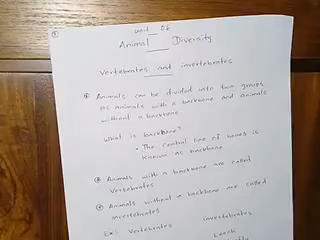 1
Unit 06
Animal Diversity
Vertebrates and invertebrates
Animals can be divided into two groups
as animals with a backbone and animals
without a backbone
What is backbone?
• The central line of bones is
known as backbone
Animals with a backbone are called
vertebrates
Animals without a backbone are called
invertebrates
Ex: Vertebrates invertebrates
Leech